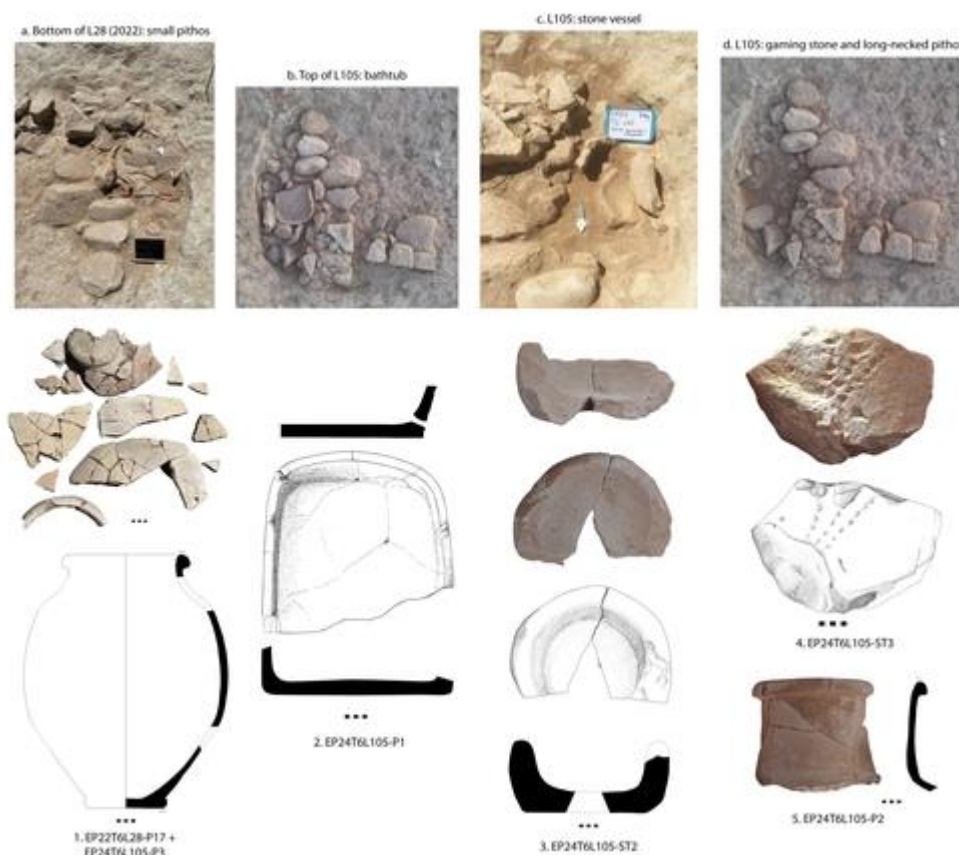 a. Bottom of L28 (2022): small pithos
b. Top of L105: bathtub
c. L105: stone vessel
d. L105: gaming stone and long-necked pitho
1. EP22T6L28-P17 +
EP24T6L105-P3
2. EP24T6L105-P1
3. EP24T6L105-ST2
4. EP24T6L105-ST3
5. EP24T6L105-P2